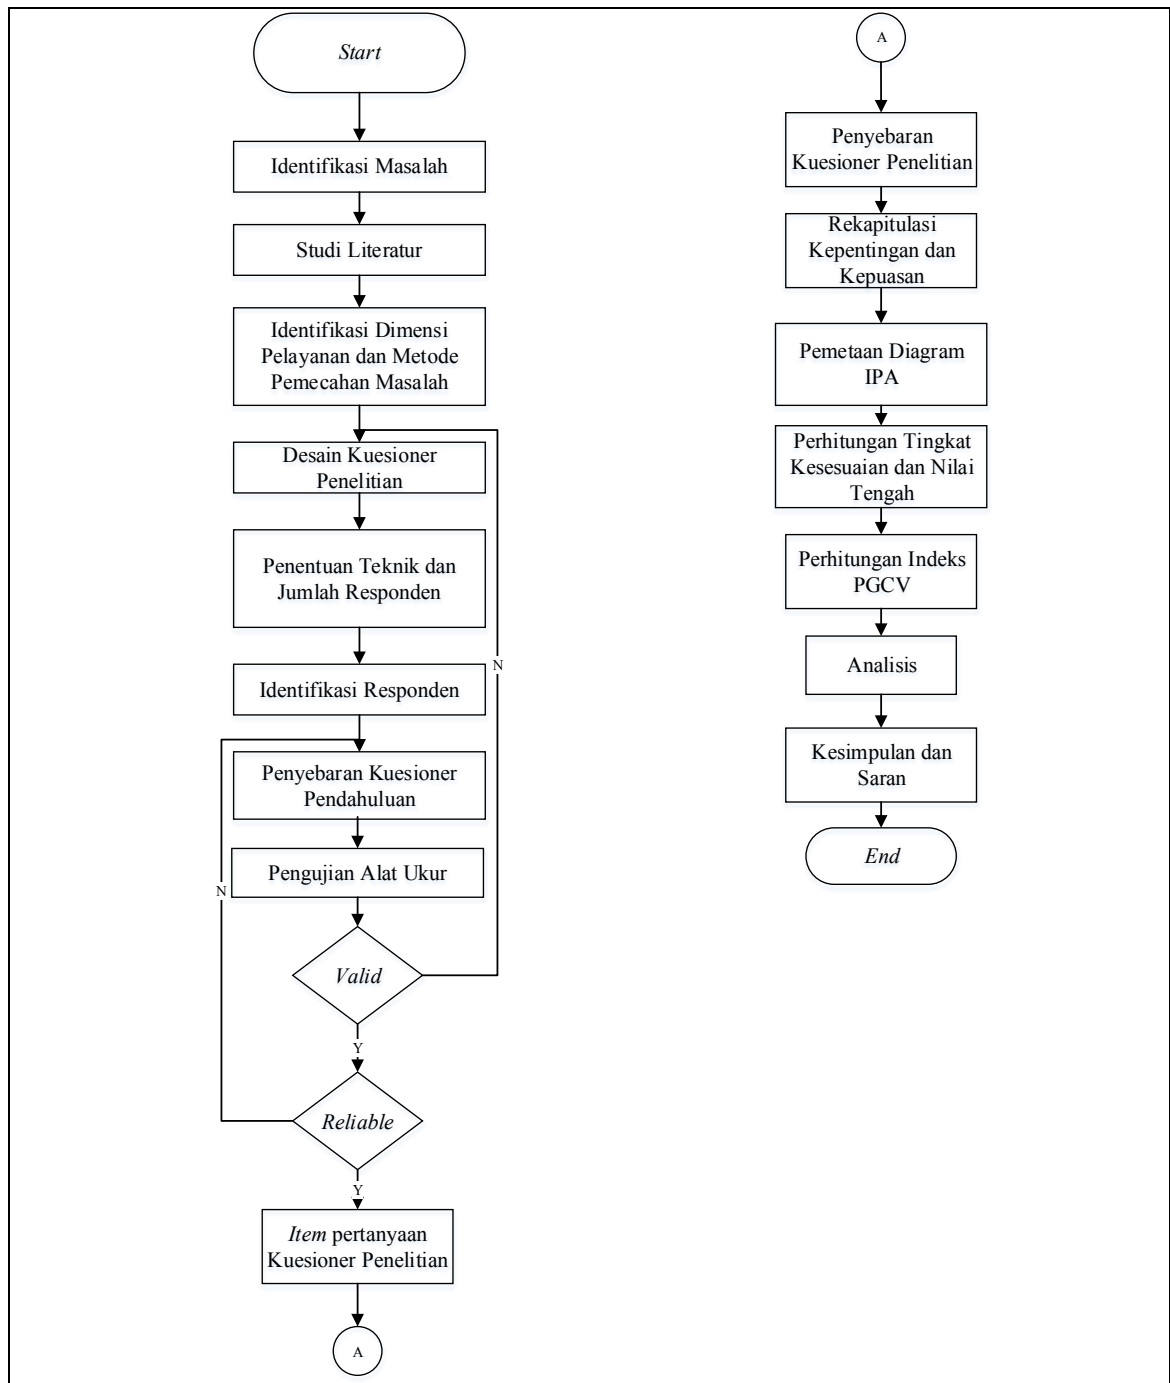 Start
Identifikasi Masalah
Studi Literatur
Identifikasi Dimensi
Pelayanan dan Metode
Pemecahan Masalah
Desain Kuesioner
Penelitian
Penentuan Teknik dan
Jumlah Responden
N
Identifikasi Responden
Penyebaran Kuesioner
Pendahuluan
Pengujian Alat Ukur
N
Valid
Y
Reliable
Y
Item pertanyaan
Kuesioner Penelitian
A
A
Penyebaran
Kuesioner Penelitian
Rekapitulasi
Kepentingan dan
Kepuasan
Pemetaan Diagram
IPA
Perhitungan Tingkat
Kesesuaian dan Nilai
Tengah
Perhitungan Indeks
PGCV
Analisis
Kesimpulan dan
Saran
End